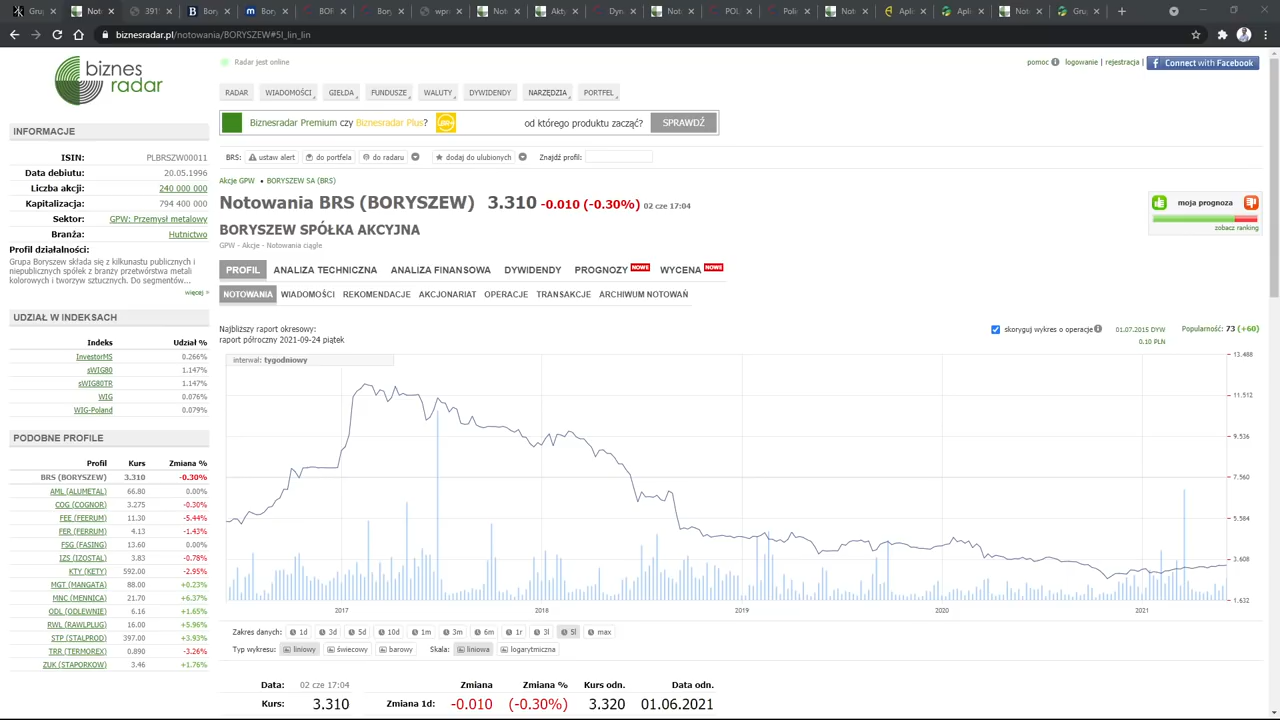 Gru
Aplik
Not
Not
Not
Not
Not
Akc
PLA
POL
Aplik
Not
Not
Aplik
Not
Gru
Aplik
biznesradar.pl/notowania/BORYSZEW#5l_lin_lin
biznes
radar
Radar jest online
pomoc
logowanie | rejestracja |
Connect with Facebook
RADAR WIADOMOŚCI GIEŁDA FUNDUSZE WALUTY DYWIDENDY NARZĘDZIA PORTFEL
Biznesradar Premium czy Biznesradar Plus? od którego produktu zacząć? SPRAWDŹ
BRS: ustaw alert do portfela do radaru dodaj do ulubionych Znajdź profil:
Akcje GPW • BORYSZEW SA (BRS)
Notowania BRS (BORYSZEW) 3.310 -0.010 (-0.30%) 02 cze 17:04
BORYSZEW SPÓŁKA AKCYJNA
GPW - Akcje - Notowania ciągłe
moja prognoza
zobacz ranking
PROFIL ANALIZA TECHNICZNA ANALIZA FINANSOWA DYWIDENDY PROGNOZY NOWE WYCENA NOWE
NOTOWANIA WIADOMOŚCI REKOMENDACJE AKCJONARIAT OPERACJE TRANSAKCJE ARCHIWUM NOTOWAŃ
INFORMACJE
ISIN: PLBRSZW00011
Data debiutu: 20.05.1996
Liczba akcji: 240 000 000
Kapitalizacja: 794 400 000
Sektor: GPW: Przemysł metalowy
Branża: Hutnictwo
Profil działalności:
Grupa Boryszew składa się z kilkunastu publicznych i
niepublicznych spółek z branży przetwórstwa metali
kolorowych i tworzyw sztucznych. Do segmentów...
więcej »
UDZIAŁ W INDEKSACH
Indeks Udział %
InvestorMS 0.266%
sWIG80 1.147%
sWIG80TR 1.147%
WIG 0.076%
WIG-Poland 0.079%
PODOBNE PROFILE
Profil Kurs Zmiana %
BRS (BORYSZEW) 3.310 -0.30%
AML (ALUMETAL) 66.80 0.00%
COG (COGNOR) 3.275 -0.30%
FEE (FEERUM) 11.30 -5.44%
FER (FERRUM) 4.13 -1.43%
FSG (FASING) 13.60 0.00%
IZS (IZOSTAL) 3.83 -0.78%
KTY (KETY) 592.00 -2.95%
MGT (MANGATA) 88.00 +0.23%
MNC (MENNICA) 21.70 +6.37%
ODL (ODLEWNIE) 6.16 +1.65%
RWL (RAWLPLUG) 16.00 +5.96%
STP (STALPROD) 397.00 +3.93%
TRR (TERMOREX) 0.890 -3.26%
ZUK (STAPORKOW) 3.46 +1.76%
Najbliższy raport okresowy:
raport półroczny 2021-09-24 piątek
skoryguj wykres o operacje
01.07.2015 DYW
0.10 PLN
Popularność: 73 (+60)
interwał: tygodniowy
13.488
11.512
9.536
7.560
5.584
3.608
1.632
2017 2018 2019 2020 2021
Zakres danych: 1d 3d 5d 10d 1m 3m 6m 1r 3l 5l max
Typ wykresu: liniowy świecowy barowy Skala: liniowa logarytmiczna
Data: 02 cze 17:04
Kurs: 3.310
Zmiana Zmiana % Kurs odn. Data odn.
Zmiana 1d: -0.010 (-0.30%) 3.320 01.06.2021